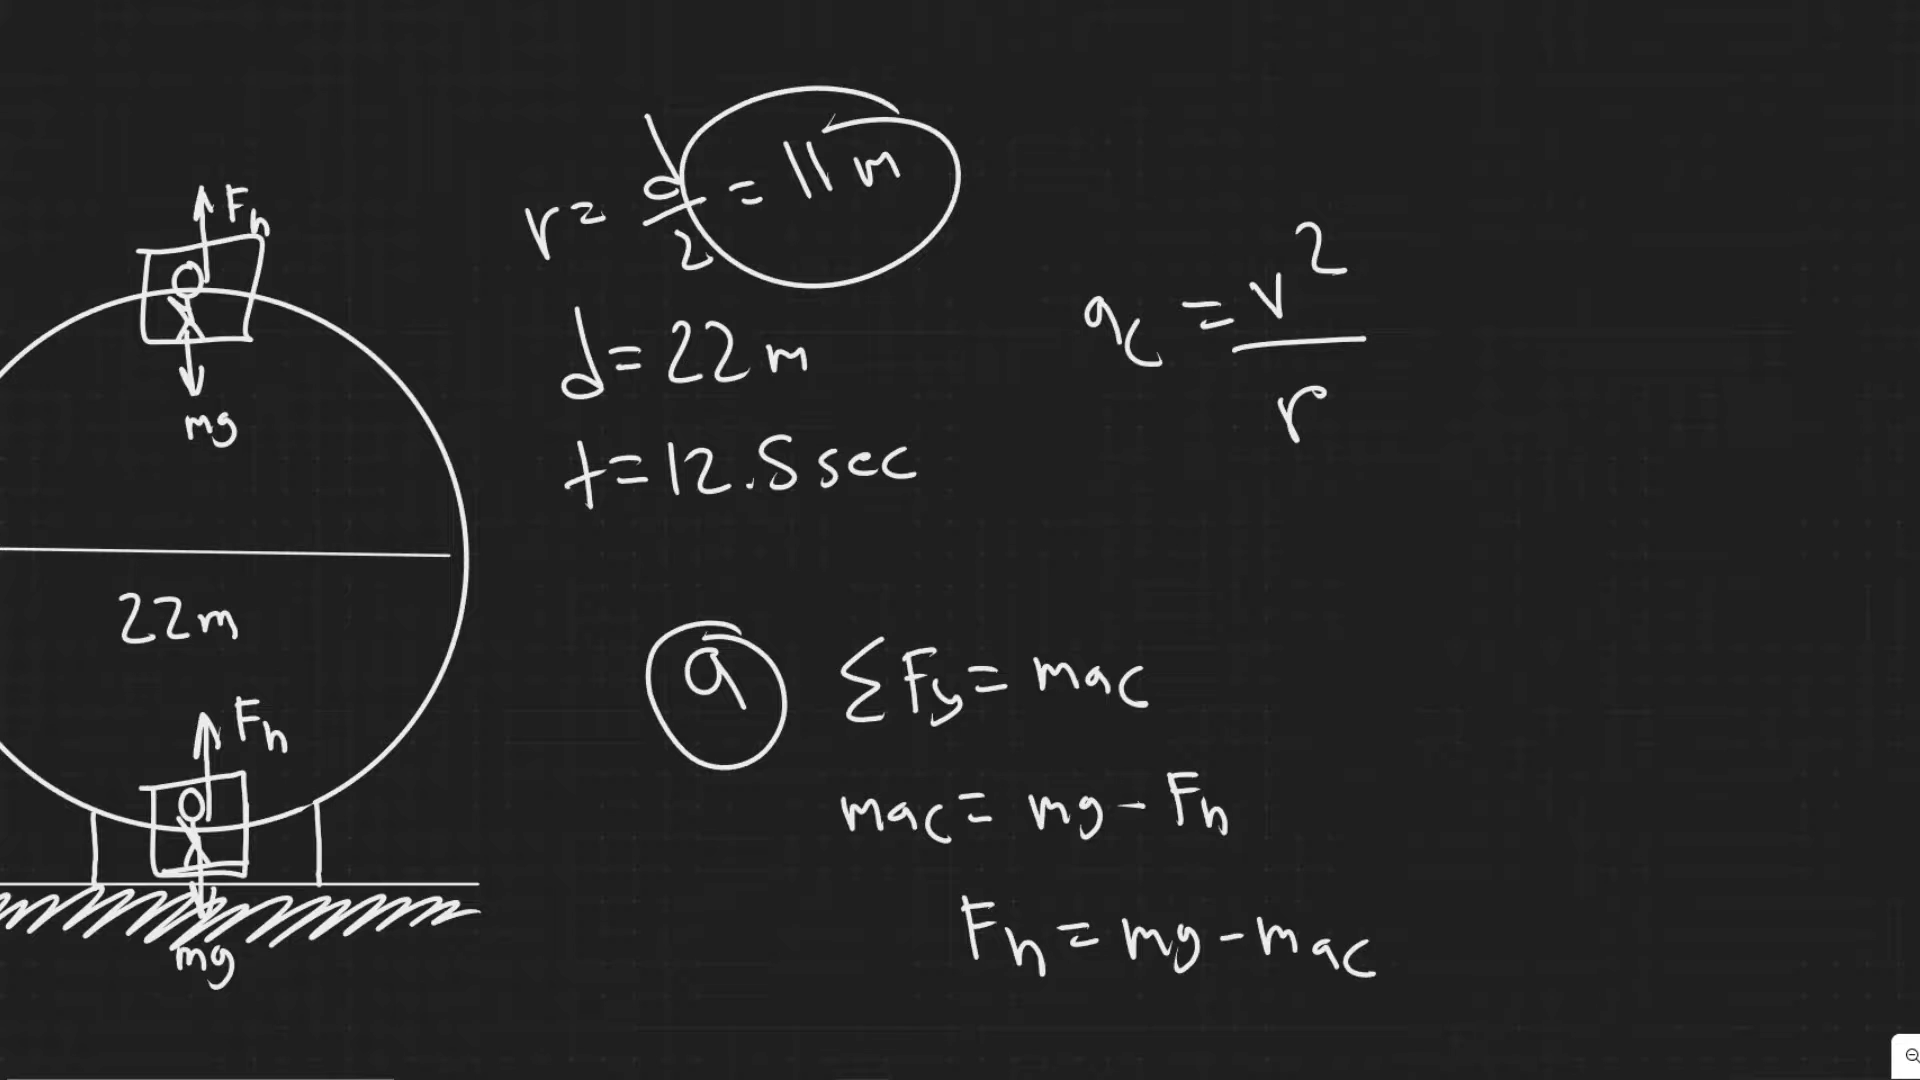 Fn
mg
22m
Fn
mg
r = d/2 = 11 m
d = 22 m
t = 12.5 sec
ac = v²/r
a
ΣFy = mac
mac = mg - Fn
Fn = mg - mac